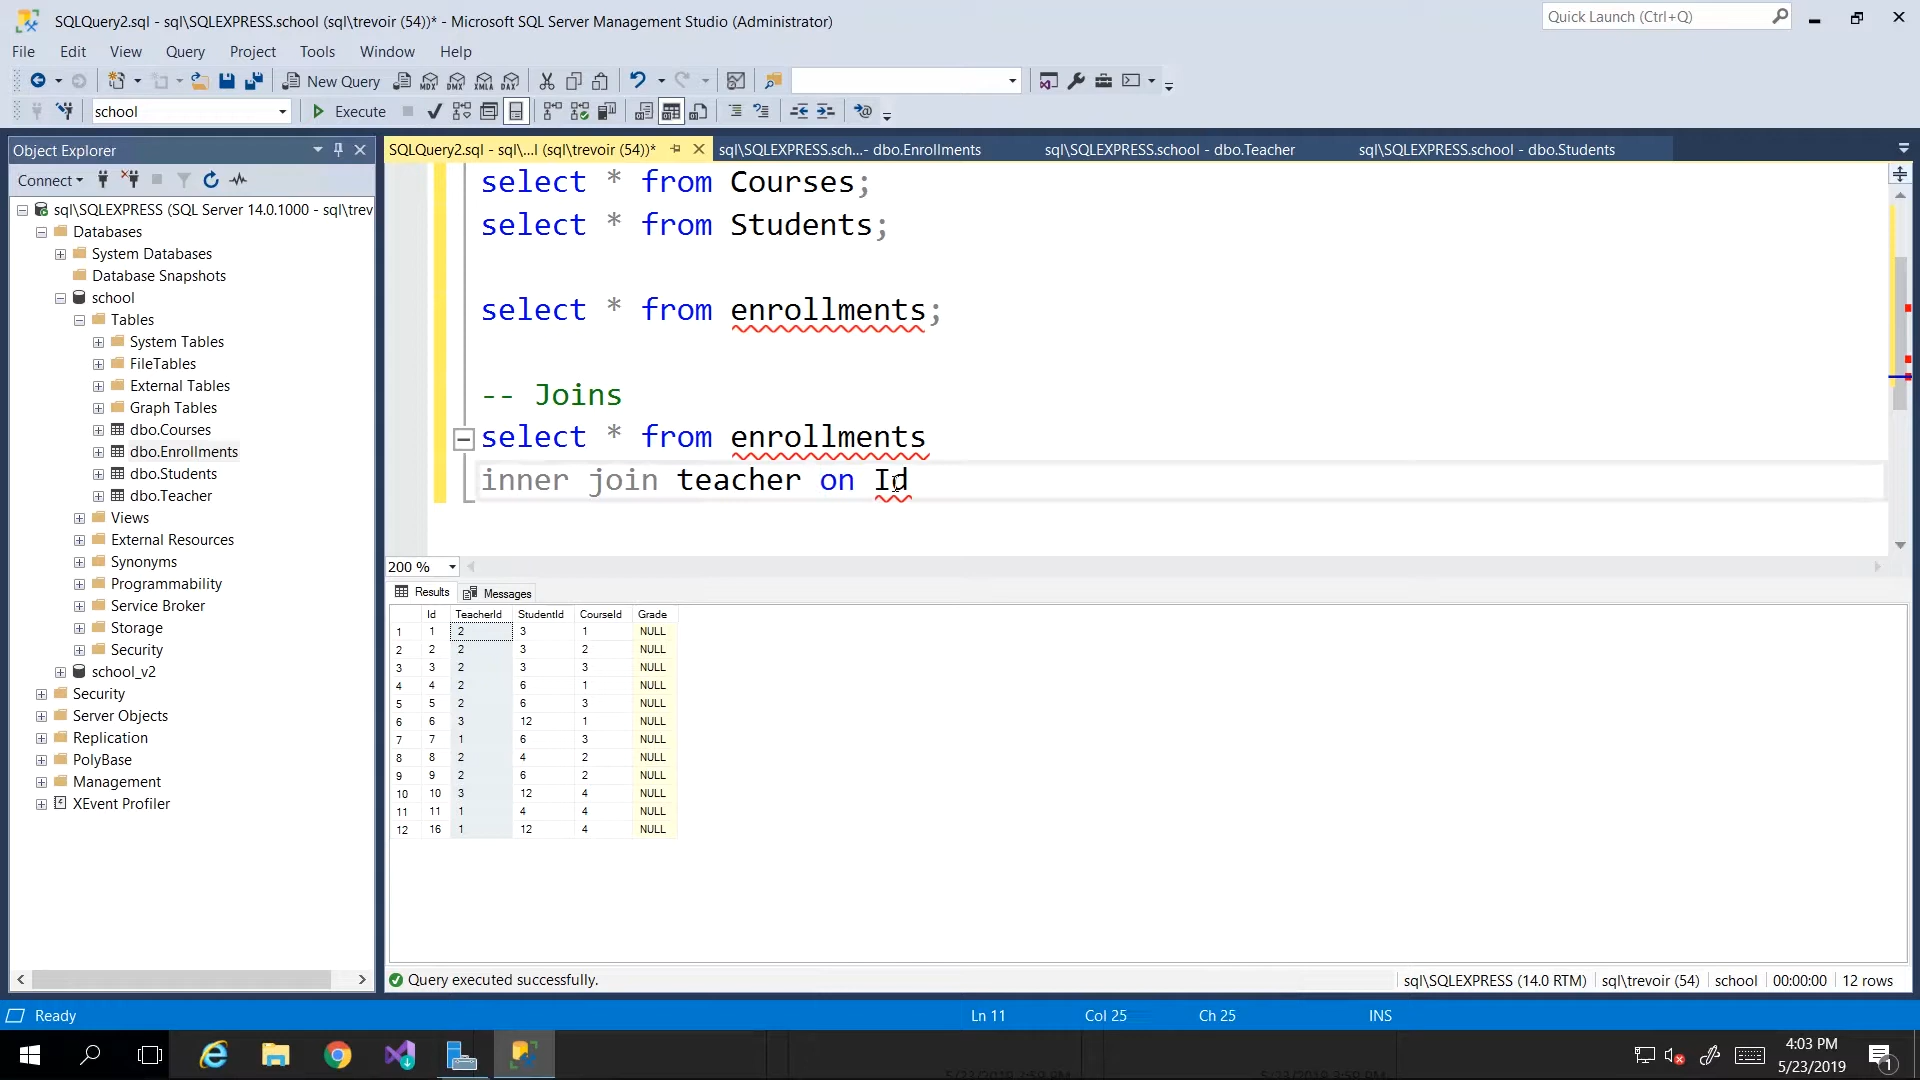 SQLQuery2.sql - sql\SQLEXPRESS.school (sql\trevoir (54))* - Microsoft SQL Server Management Studio (Administrator)
Quick Launch (Ctrl+Q)
File Edit View Query Project Tools Window Help
New Query MDX DMX XMLA DAX
school Execute
Object Explorer
SQLQuery2.sql - sql\...l (sql\trevoir (54))* sql\SQLEXPRESS.sch...- dbo.Enrollments sql\SQLEXPRESS.school - dbo.Teacher sql\SQLEXPRESS.school - dbo.Students
Connect
sql\SQLEXPRESS (SQL Server 14.0.1000 - sql\trev
Databases
System Databases
Database Snapshots
school
Tables
System Tables
FileTables
External Tables
Graph Tables
dbo.Courses
dbo.Enrollments
dbo.Students
dbo.Teacher
Views
External Resources
Synonyms
Programmability
Service Broker
Storage
Security
school_v2
Security
Server Objects
Replication
PolyBase
Management
XEvent Profiler
select * from Courses;
select * from Students;
select * from enrollments;
-- Joins
select * from enrollments
inner join teacher on Id
200 %
Results Messages
Id TeacherId StudentId CourseId Grade
1 1 2 3 1 NULL
2 2 2 3 2 NULL
3 3 2 3 3 NULL
4 4 2 6 1 NULL
5 5 2 6 3 NULL
6 6 3 12 1 NULL
7 7 1 6 3 NULL
8 8 2 4 2 NULL
9 9 2 6 2 NULL
10 10 3 12 4 NULL
11 11 1 4 4 NULL
12 16 1 12 4 NULL
Query executed successfully. sql\SQLEXPRESS (14.0 RTM) sql\trevoir (54) school 00:00:00 12 rows
Ready Ln 11 Col 25 Ch 25 INS
4:03 PM
5/23/2019
1